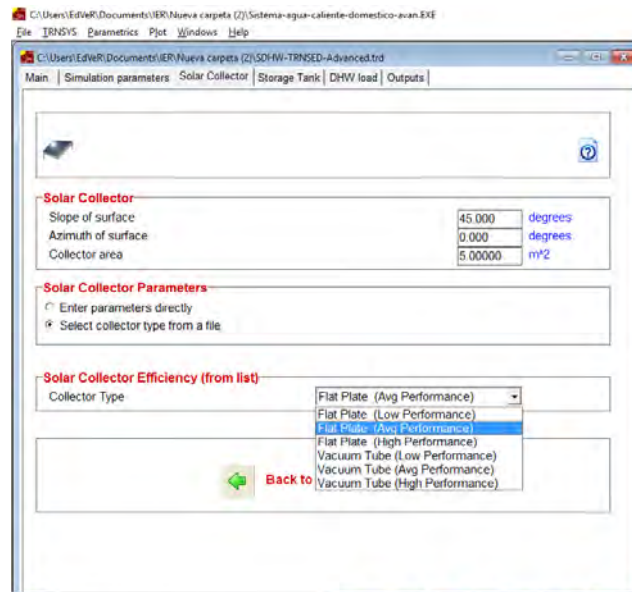 C:\Users\EdVeR\Documents\IER\Nueva carpeta (2)\Sistema-agua-caliente-domestico-avan.EXE
File TRNSYS Parametrics Plot Windows Help
C:\Users\EdVeR\Documents\IER\Nueva carpeta (2)\SDHW-TRNSED-Advanced.trd
Main Simulation parameters Solar Collector Storage Tank DHW load Outputs
Solar Collector
Slope of surface 45.000 degrees
Azimuth of surface 0.000 degrees
Collector area 5.00000 m^2
Solar Collector Parameters
Enter parameters directly
Select collector type from a file
Solar Collector Efficiency (from list)
Collector Type Flat Plate (Avg Performance)
Flat Plate (Low Performance)
Flat Plate (Avg Performance)
Flat Plate (High Performance)
Vacuum Tube (Low Performance)
Vacuum Tube (Avg Performance)
Vacuum Tube (High Performance)
Back to